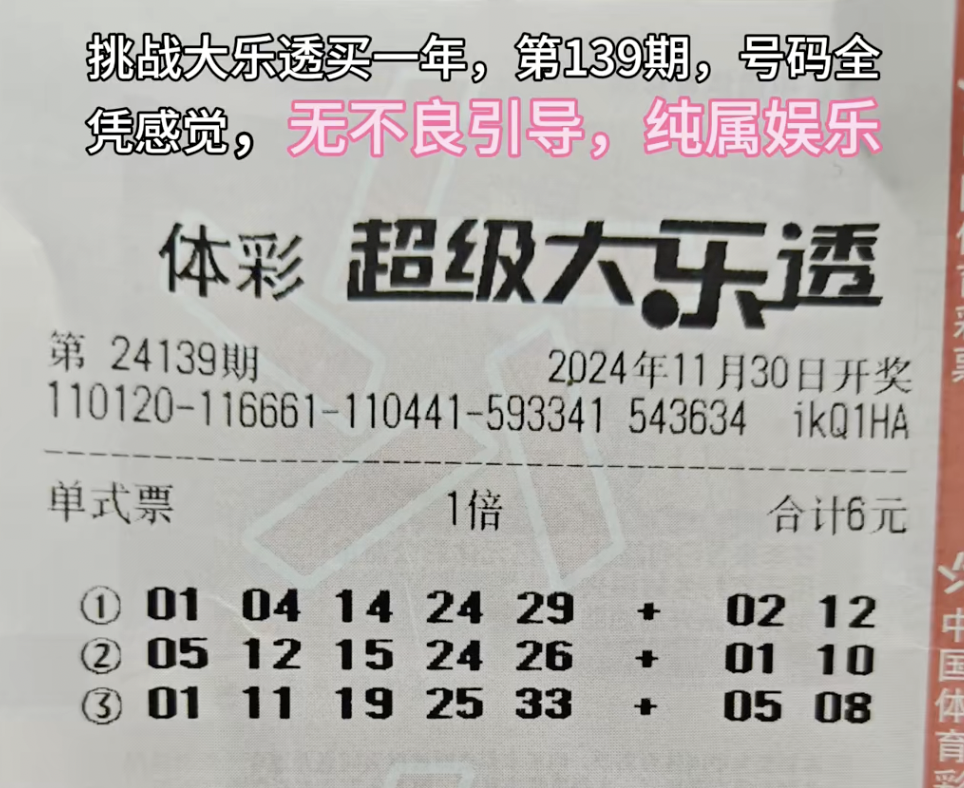 挑战大乐透买一年，第139期，号码全
凭感觉，无不良引导，纯属娱乐
体彩 超级大乐透
第 24139期 2024年11月30日开奖
110120-116661-110441-593341 543634 ikQ1HA
单式票 1倍 合计6元
① 01 04 14 24 29 + 02 12
② 05 12 15 24 26 + 01 10
③ 01 11 19 25 33 + 05 08
中国体育彩